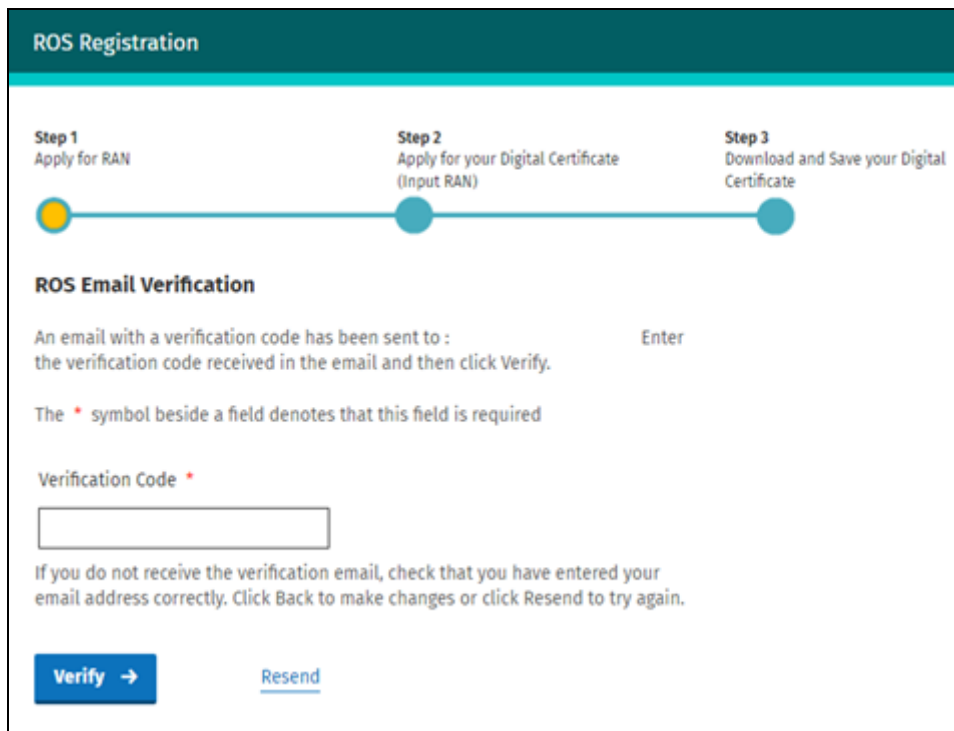 ROS Registration
Step 1
Apply for RAN
Step 2
Apply for your Digital Certificate
(Input RAN)
Step 3
Download and Save your Digital
Certificate
ROS Email Verification
An email with a verification code has been sent to : Enter
the verification code received in the email and then click Verify.
The * symbol beside a field denotes that this field is required
Verification Code *
If you do not receive the verification email, check that you have entered your
email address correctly. Click Back to make changes or click Resend to try again.
Verify →
Resend